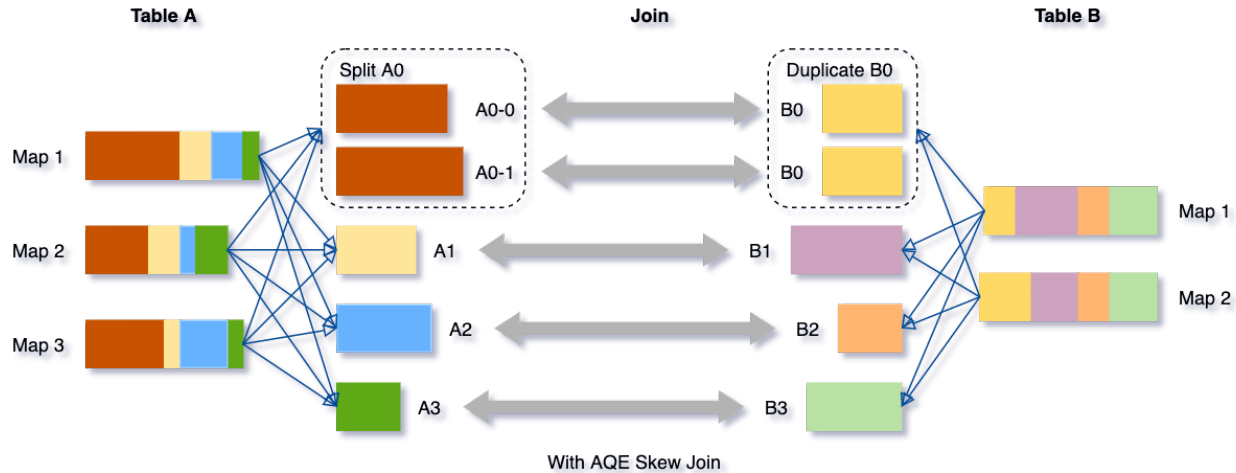 Table A
Join
Table B
Split A0
Duplicate B0
A0-0
B0
Map 1
A0-1
B0
Map 1
Map 2
A1
B1
Map 2
Map 3
A2
B2
A3
B3
With AQE Skew Join